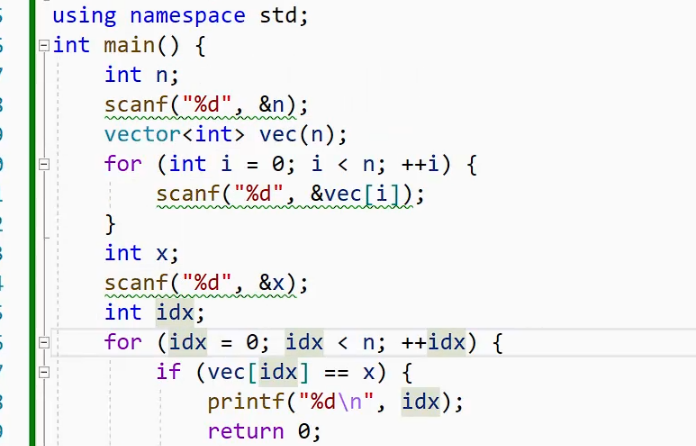 using namespace std;
int main() {
    int n;
    scanf("%d", &n);
    vector<int> vec(n);
    for (int i = 0; i < n; ++i) {
        scanf("%d", &vec[i]);
    }
    int x;
    scanf("%d", &x);
    int idx;
    for (idx = 0; idx < n; ++idx) {
        if (vec[idx] == x) {
            printf("%d\n", idx);
            return 0;